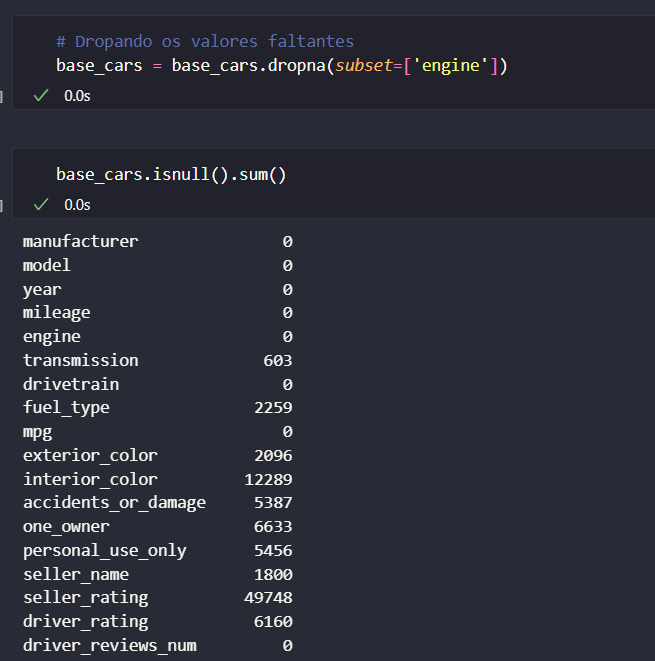 # Dropando os valores faltantes
base_cars = base_cars.dropna(subset=['engine'])
] ✓ 0.0s
base_cars.isnull().sum()
] ✓ 0.0s
manufacturer 0
model 0
year 0
mileage 0
engine 0
transmission 603
drivetrain 0
fuel_type 2259
mpg 0
exterior_color 2096
interior_color 12289
accidents_or_damage 5387
one_owner 6633
personal_use_only 5456
seller_name 1800
seller_rating 49748
driver_rating 6160
driver_reviews_num 0